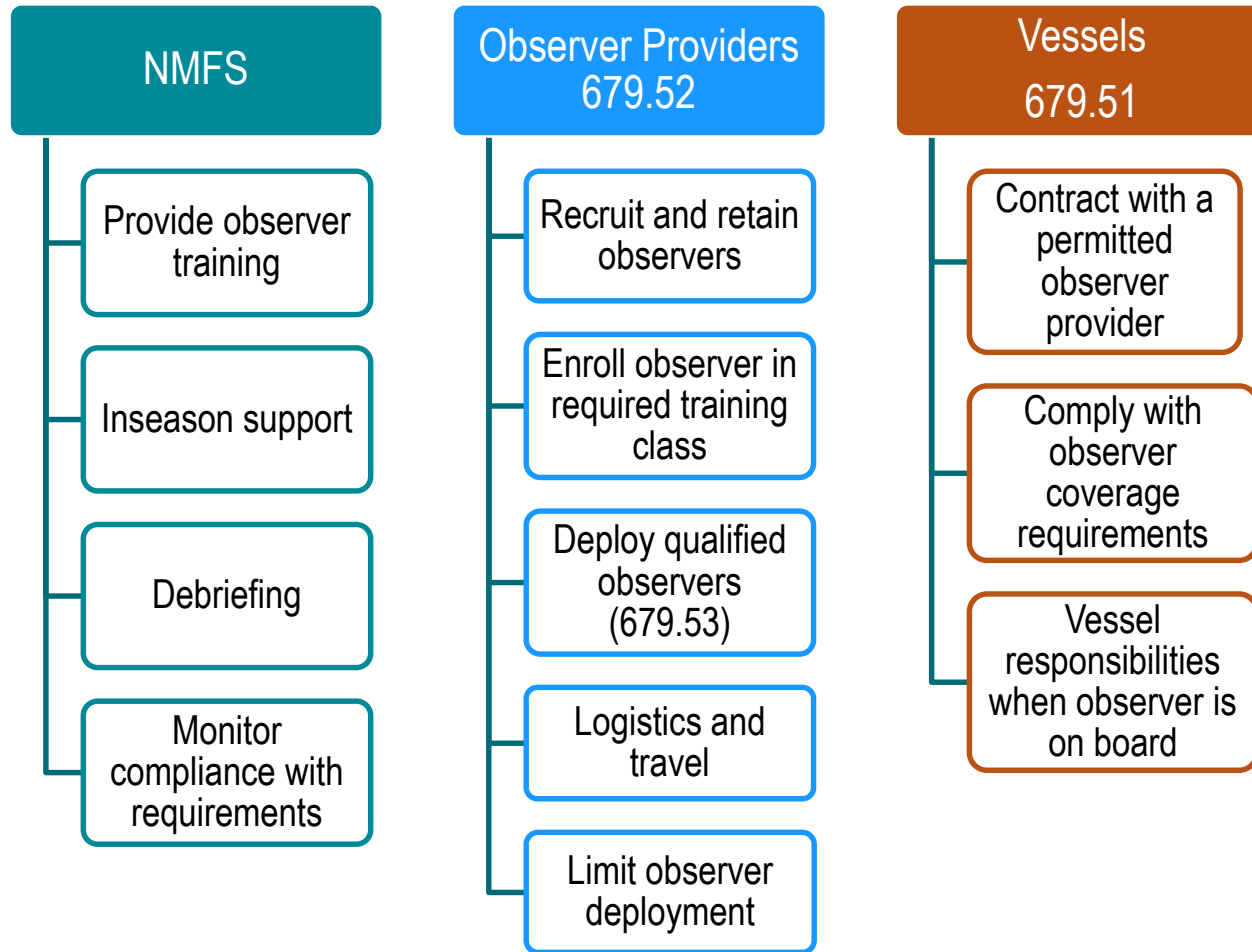 NMFS
Provide observer
training
Inseason support
Debriefing
Monitor
compliance with
requirements
Observer Providers
679.52
Recruit and retain
observers
Enroll observer in
required training
class
Deploy qualified
observers
(679.53)
Logistics and
travel
Limit observer
deployment
Vessels
679.51
Contract with a
permitted
observer
provider
Comply with
observer
coverage
requirements
Vessel
responsibilities
when observer is
on board